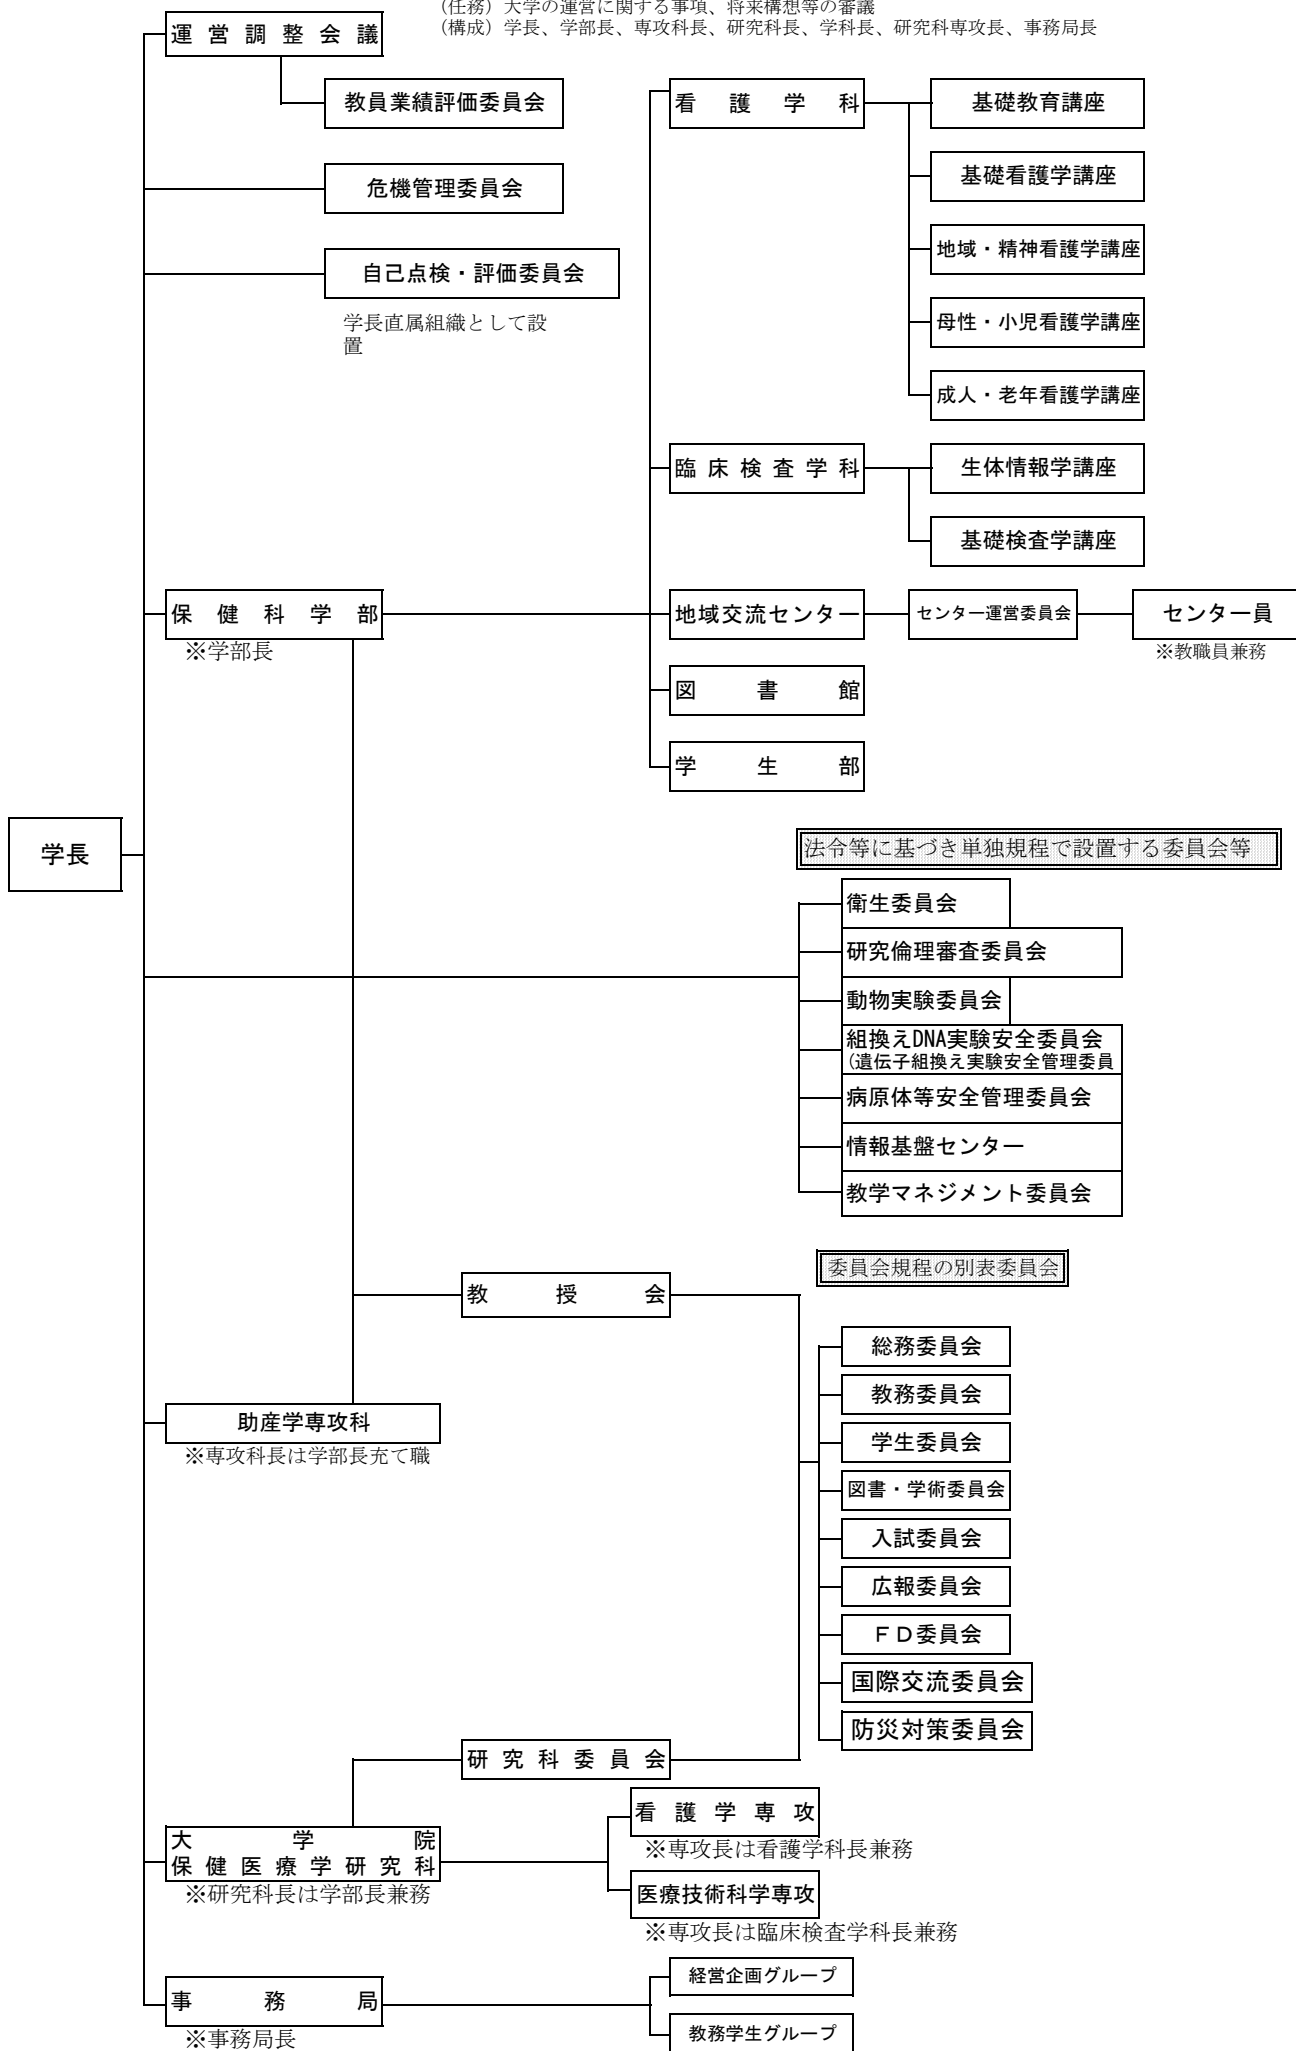 （任務）大学の運営に関する事項、将来構想等の審議
（構成）学長、学部長、専攻科長、研究科長、学科長、研究科専攻長、事務局長
運営調整会議
教員業績評価委員会
危機管理委員会
自己点検・評価委員会
学長直属組織として設
置
看護学科
基礎教育講座
基礎看護学講座
地域・精神看護学講座
母性・小児看護学講座
成人・老年看護学講座
臨床検査学科
生体情報学講座
基礎検査学講座
保健科学部
※学部長
地域交流センター
センター運営委員会
センター員
※教職員兼務
図書館
学生部
学長
法令等に基づき単独規程で設置する委員会等
衛生委員会
研究倫理審査委員会
動物実験委員会
組換えDNA実験安全委員会
（遺伝子組換え実験安全管理委員
病原体等安全管理委員会
情報基盤センター
教学マネジメント委員会
委員会規程の別表委員会
教授会
総務委員会
教務委員会
学生委員会
図書・学術委員会
入試委員会
広報委員会
ＦＤ委員会
国際交流委員会
防災対策委員会
助産学専攻科
※専攻科長は学部長充て職
研究科委員会
大学院
保健医療学研究科
※研究科長は学部長兼務
看護学専攻
※専攻長は看護学科長兼務
医療技術科学専攻
※専攻長は臨床検査学科長兼務
事務局
※事務局長
経営企画グループ
教務学生グループ